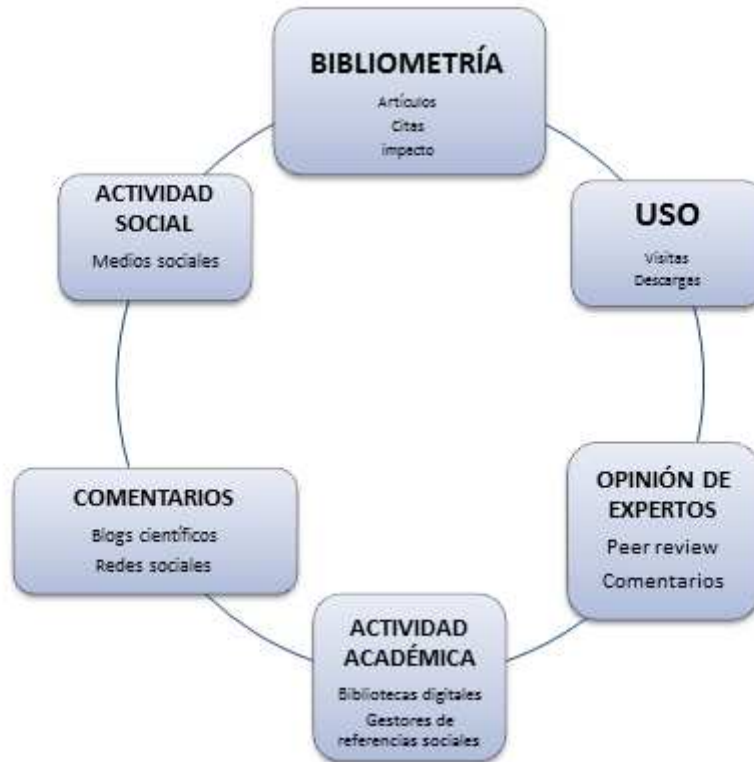 BIBLIOMETRÍA
Artículos
Citas
impacto
USO
Visitas
Descargas
OPINIÓN DE
EXPERTOS
Peer review
Comentarios
ACTIVIDAD
ACADÉMICA
Bibliotecas digitales
Gestores de
referencias sociales
COMENTARIOS
Blogs científicos
Redes sociales
ACTIVIDAD
SOCIAL
Medios sociales